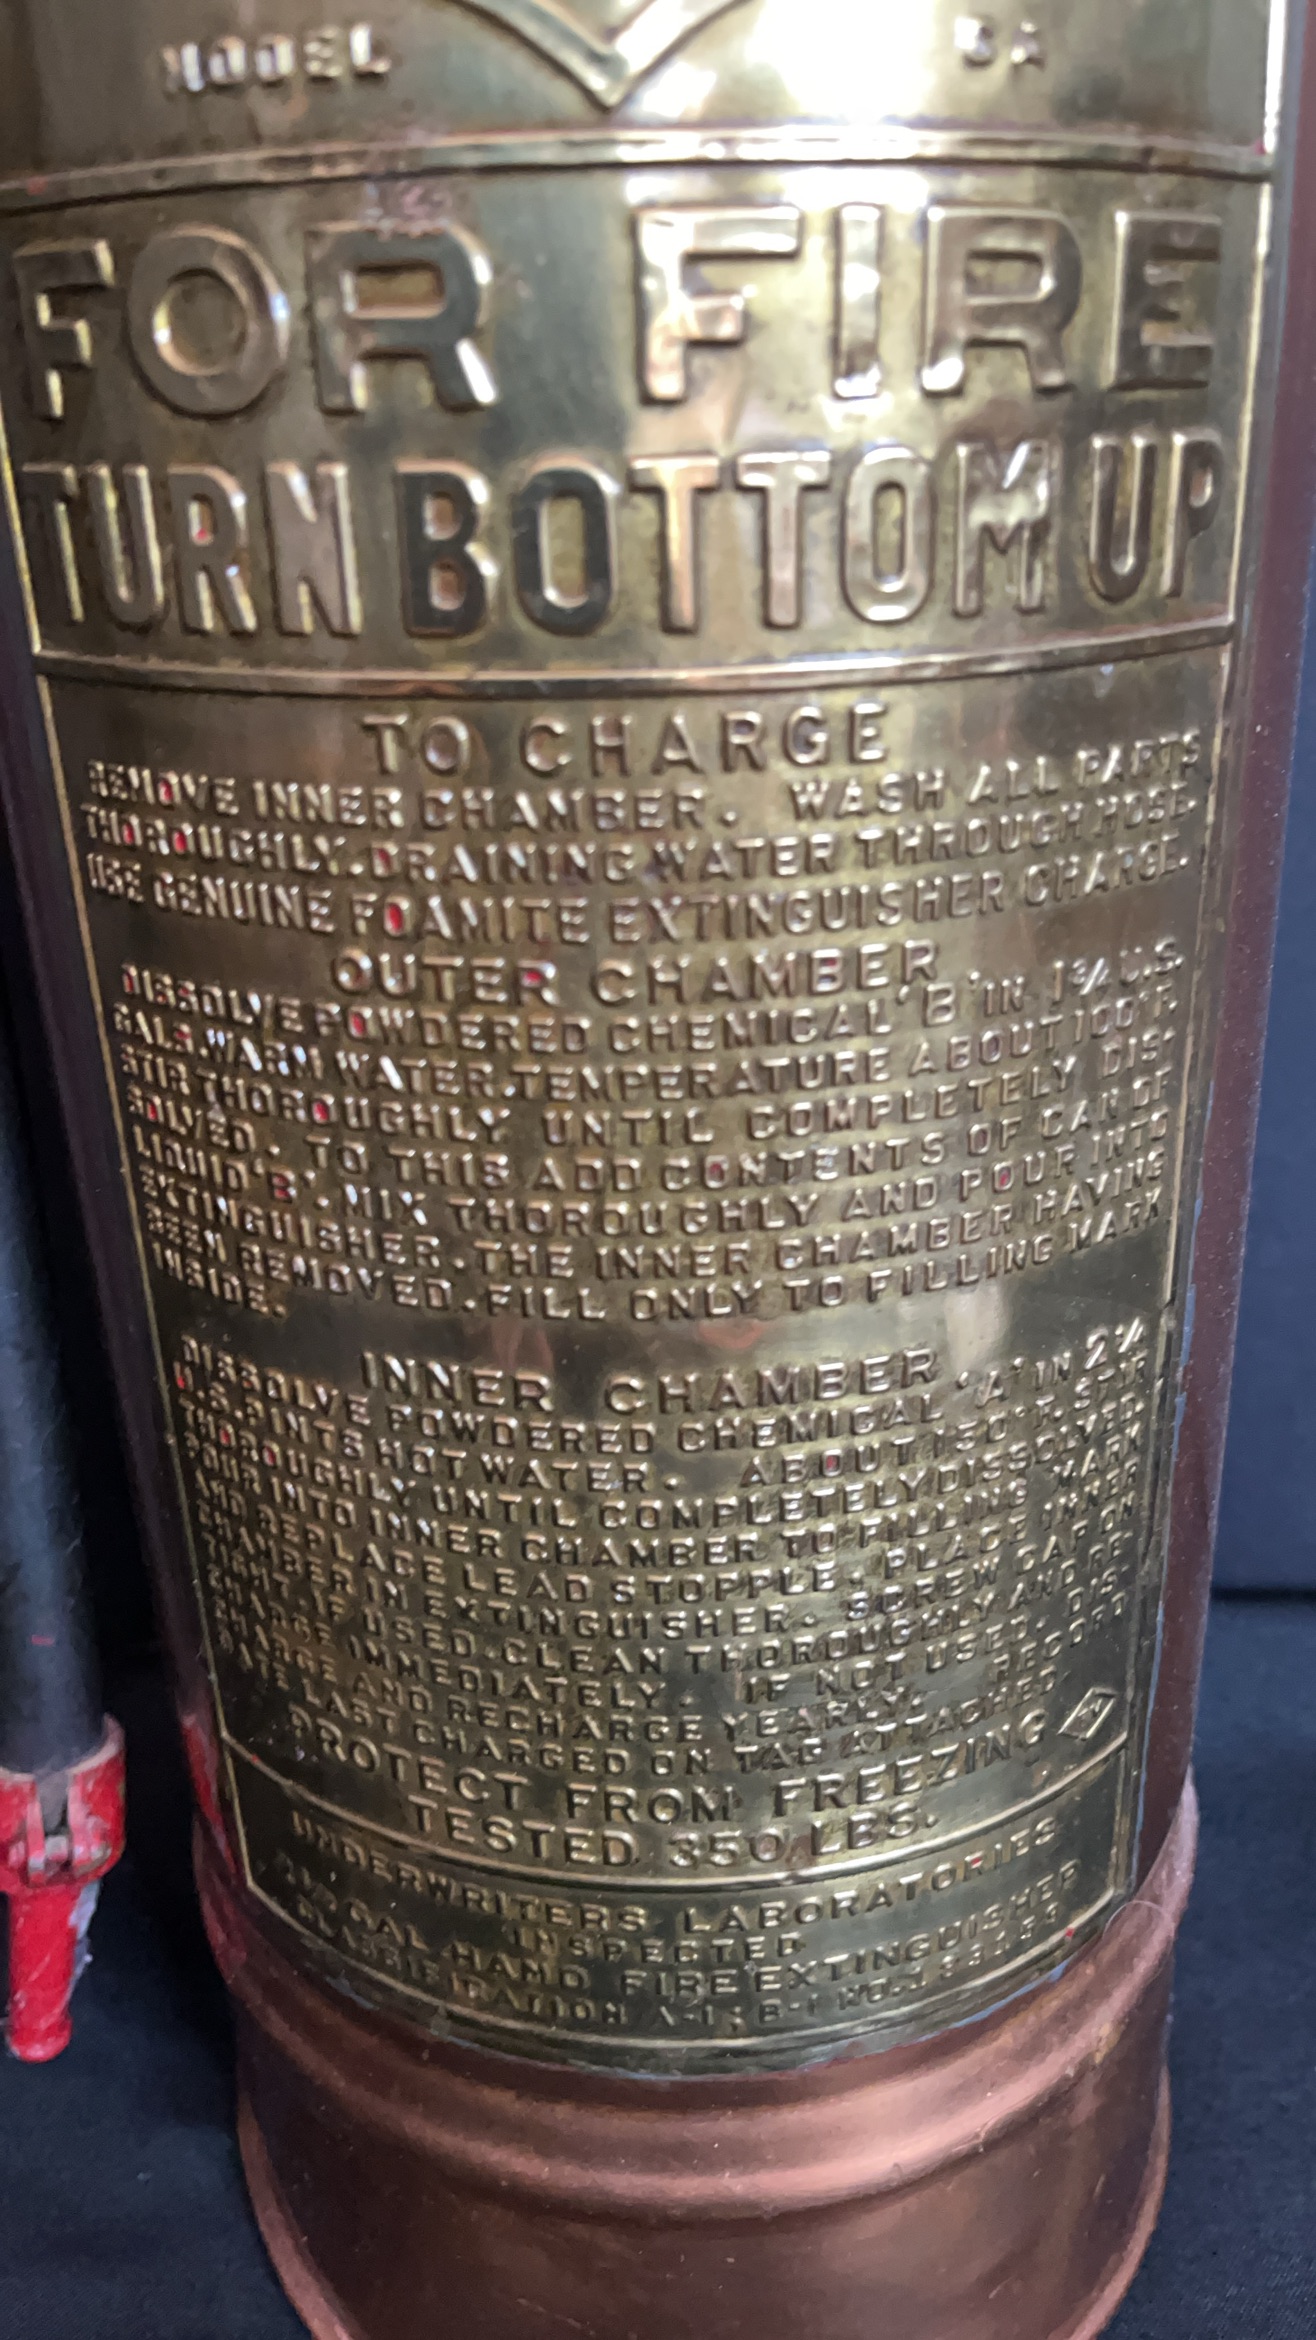 MODEL SA
FOR FIRE
TURN BOTTOM UP
TO CHARGE
REMOVE INNER CHAMBER. WASH ALL PARTS
THOROUGHLY. DRAINING WATER THROUGH HOSE.
USE GENUINE FOAMITE EXTINGUISHER CHARGE.
OUTER CHAMBER
DISSOLVE POWDERED CHEMICAL 'B' IN 1¾ U.S.
GALS. WARM WATER. TEMPERATURE ABOUT 100°F.
STIR THOROUGHLY UNTIL COMPLETELY DIS-
SOLVED. TO THIS ADD CONTENTS OF CAN OF
LIQUID 'B'. MIX THOROUGHLY AND POUR INTO
EXTINGUISHER. THE INNER CHAMBER HAVING
BEEN REMOVED. FILL ONLY TO FILLING MARK
INSIDE.
INNER CHAMBER
DISSOLVE POWDERED CHEMICAL 'A' IN 2¼
U.S. PINTS HOT WATER. ABOUT 150°F. STIR
THOROUGHLY UNTIL COMPLETELY DISSOLVED.
POUR INTO INNER CHAMBER TO FILLING MARK
AND REPLACE LEAD STOPPLE. PLACE INNER
CHAMBER IN EXTINGUISHER. SCREW CAP ON
TIGHT. IF USED. CLEAN THOROUGHLY AND RE-
CHARGE IMMEDIATELY. IF NOT USED. DIS-
CHARGE AND RECHARGE YEARLY. RECORD
DATE LAST CHARGED ON TAG ATTACHED
PROTECT FROM FREEZING
TESTED 350 LBS.
UNDERWRITERS LABORATORIES
INSPECTED
CHEMICAL HAND FIRE EXTINGUISHER
CLASSIFICATION A-1; B-1 NO.